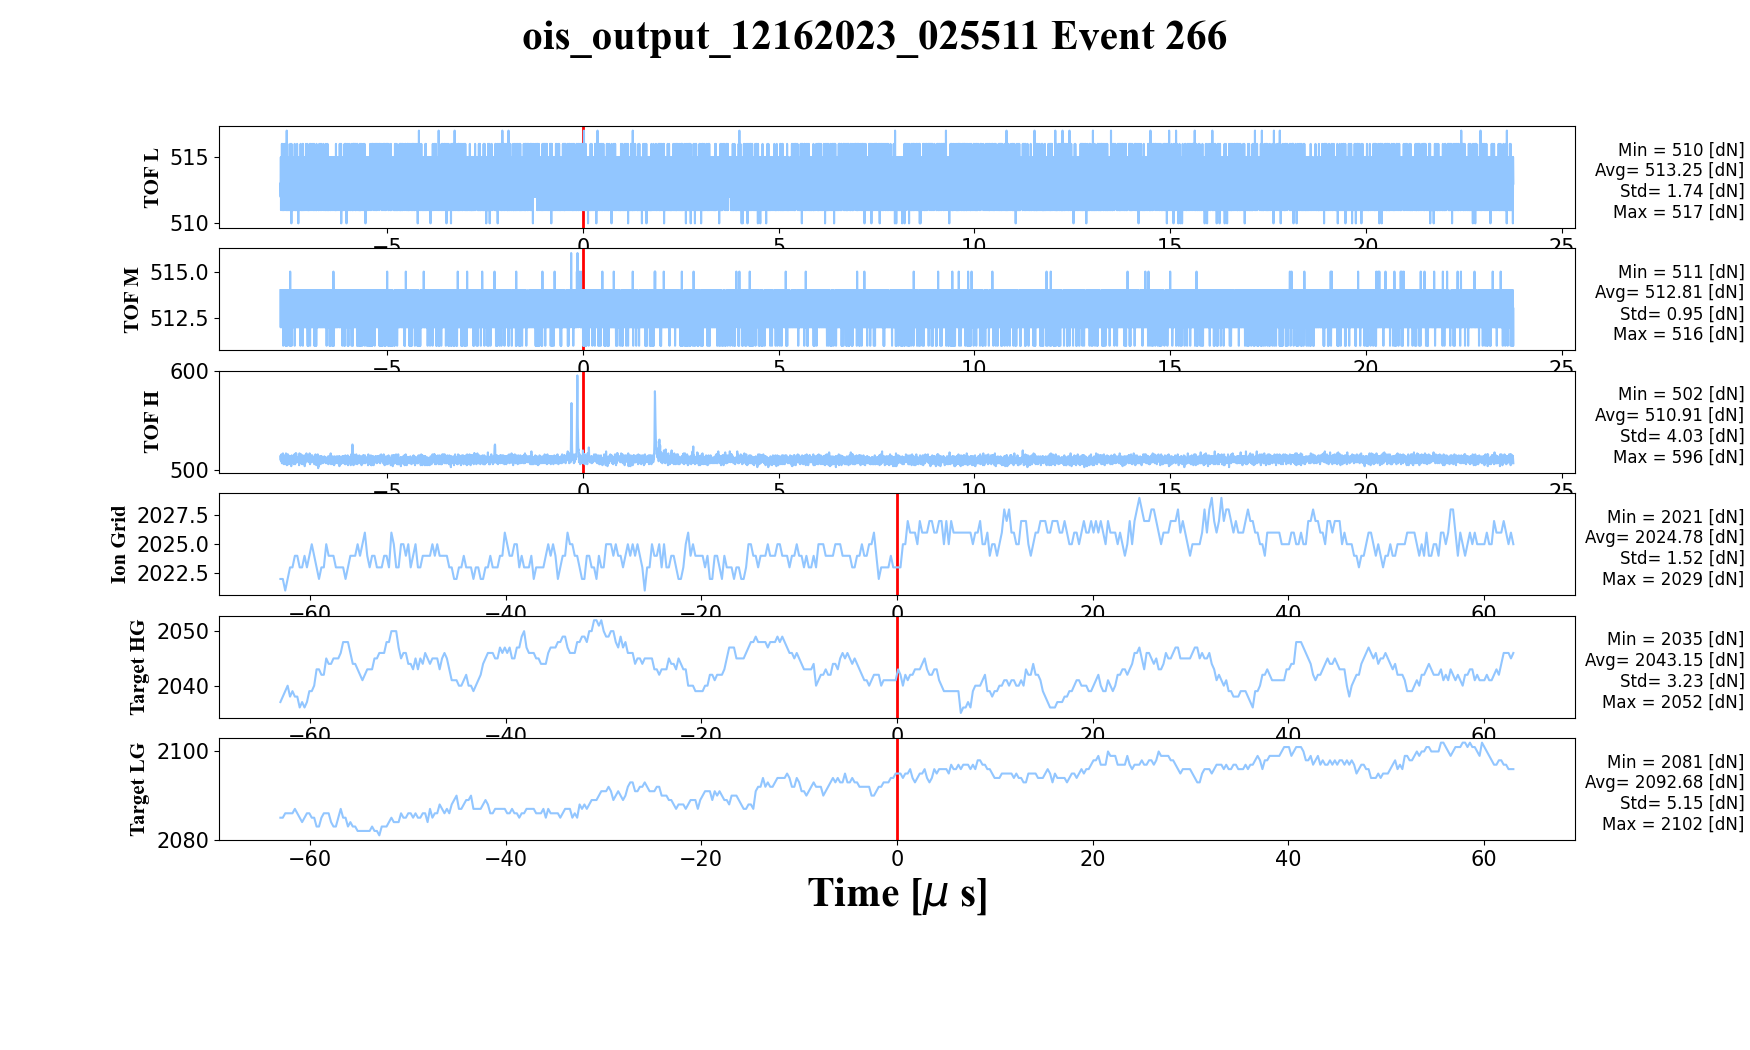 ois_output_12162023_025511 Event 266
TOF L
515
510
−5 0 5 10 15 20 25
Min = 510 [dN]
Avg= 513.25 [dN]
Std= 1.74 [dN]
Max = 517 [dN]
TOF M
515.0
512.5
−5 0 5 10 15 20 25
Min = 511 [dN]
Avg= 512.81 [dN]
Std= 0.95 [dN]
Max = 516 [dN]
TOF H
600
500
−5 0 5 10 15 20 25
Min = 502 [dN]
Avg= 510.91 [dN]
Std= 4.03 [dN]
Max = 596 [dN]
Ion Grid
2027.5
2025.0
2022.5
−60 −40 −20 0 20 40 60
Min = 2021 [dN]
Avg= 2024.78 [dN]
Std= 1.52 [dN]
Max = 2029 [dN]
Target HG
2050
2040
−60 −40 −20 0 20 40 60
Min = 2035 [dN]
Avg= 2043.15 [dN]
Std= 3.23 [dN]
Max = 2052 [dN]
Target LG
2100
2080
−60 −40 −20 0 20 40 60
Min = 2081 [dN]
Avg= 2092.68 [dN]
Std= 5.15 [dN]
Max = 2102 [dN]
Time [μ s]